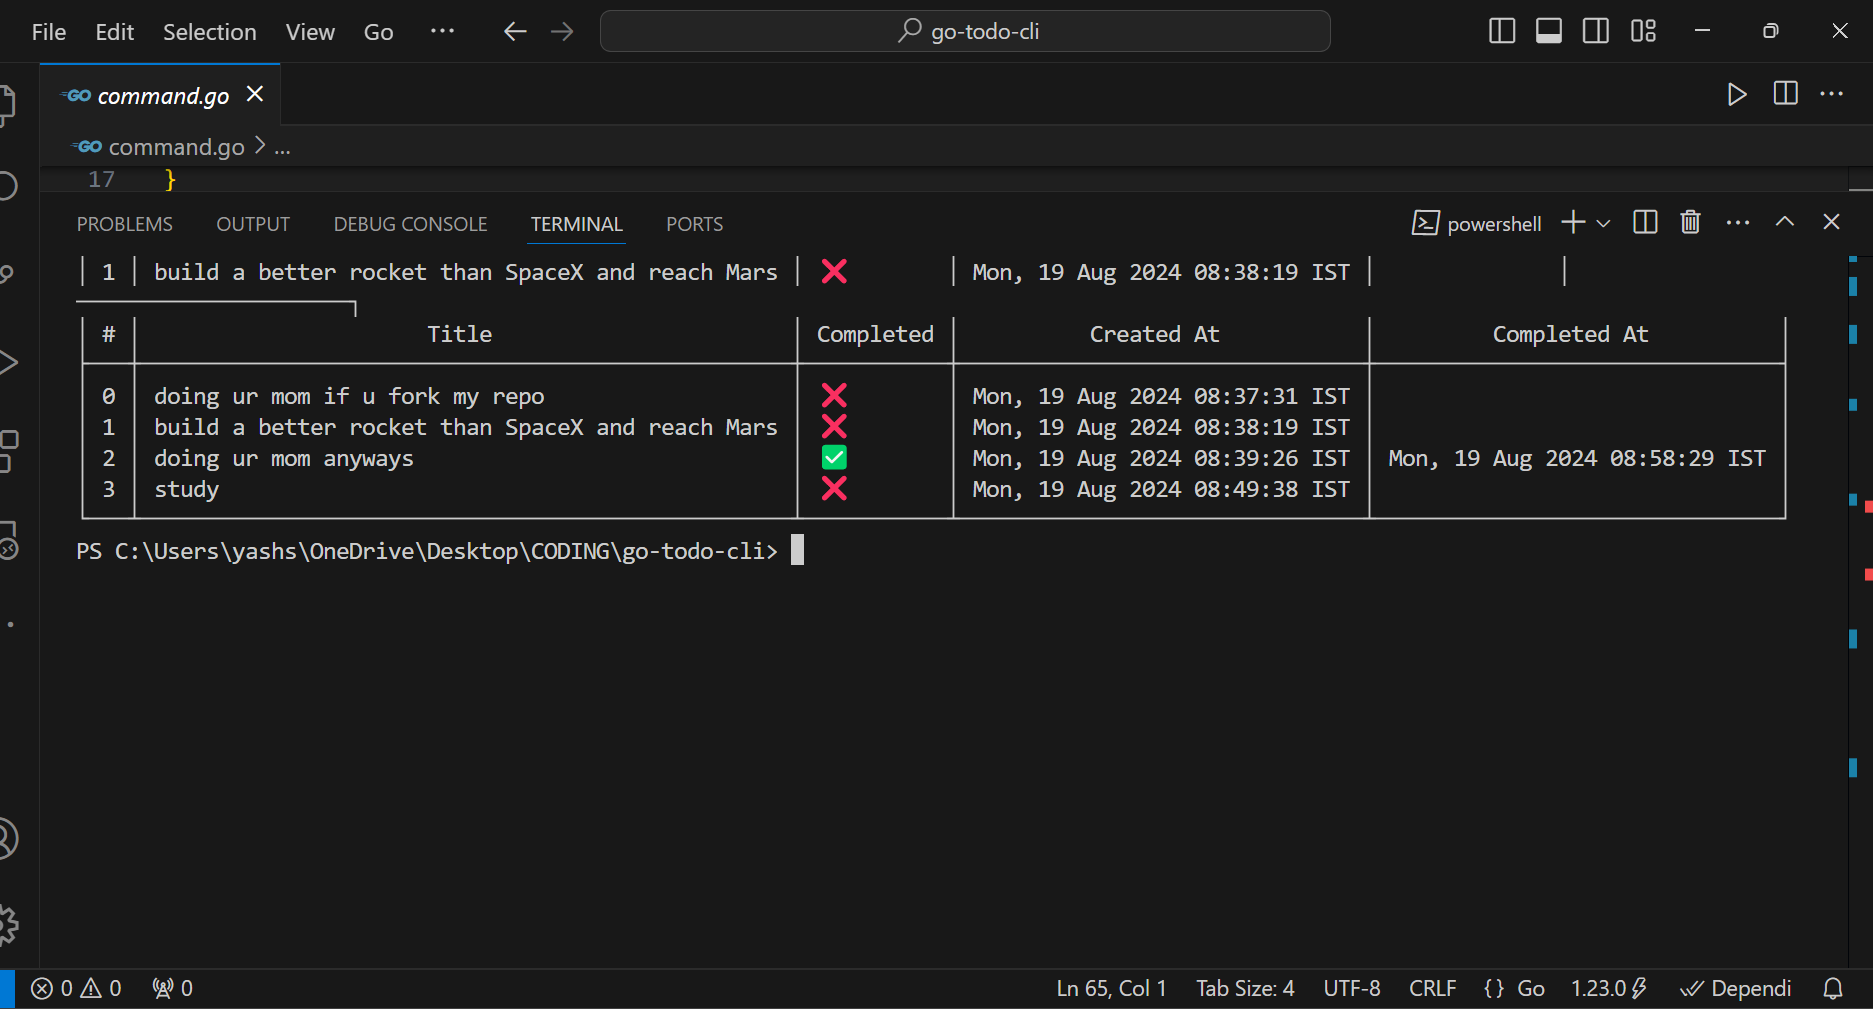 File Edit Selection View Go ··· go-todo-cli
GO command.go
GO command.go > ...
17 }
PROBLEMS OUTPUT DEBUG CONSOLE TERMINAL PORTS powershell
1 build a better rocket than SpaceX and reach Mars ❌ Mon, 19 Aug 2024 08:38:19 IST
# Title Completed Created At Completed At
0 doing ur mom if u fork my repo ❌ Mon, 19 Aug 2024 08:37:31 IST
1 build a better rocket than SpaceX and reach Mars ❌ Mon, 19 Aug 2024 08:38:19 IST
2 doing ur mom anyways ✅ Mon, 19 Aug 2024 08:39:26 IST Mon, 19 Aug 2024 08:58:29 IST
3 study ❌ Mon, 19 Aug 2024 08:49:38 IST
PS C:\Users\yashs\OneDrive\Desktop\CODING\go-todo-cli>
0 0 0 Ln 65, Col 1 Tab Size: 4 UTF-8 CRLF {} Go 1.23.0 Dependi